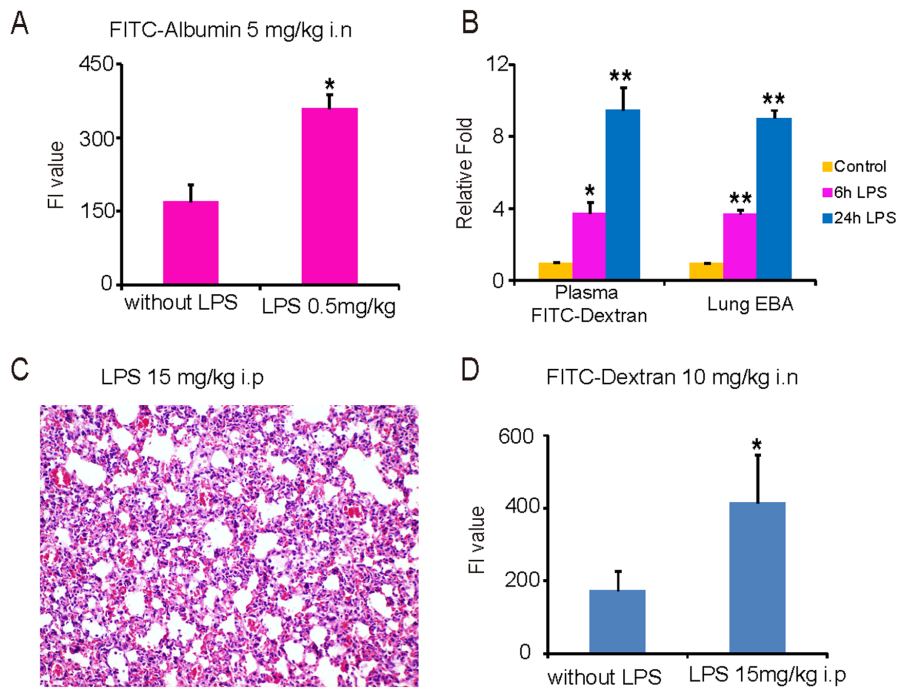 A
FITC-Albumin 5 mg/kg i.n
450
300
150
0
FI value
*
without LPS
LPS 0.5mg/kg
B
12
8
4
0
Relative Fold
*
**
**
**
Plasma
FITC-Dextran
Lung EBA
Control
6h LPS
24h LPS
C
LPS 15 mg/kg i.p
D
FITC-Dextran 10 mg/kg i.n
600
400
200
0
FI value
*
without LPS
LPS 15mg/kg i.p